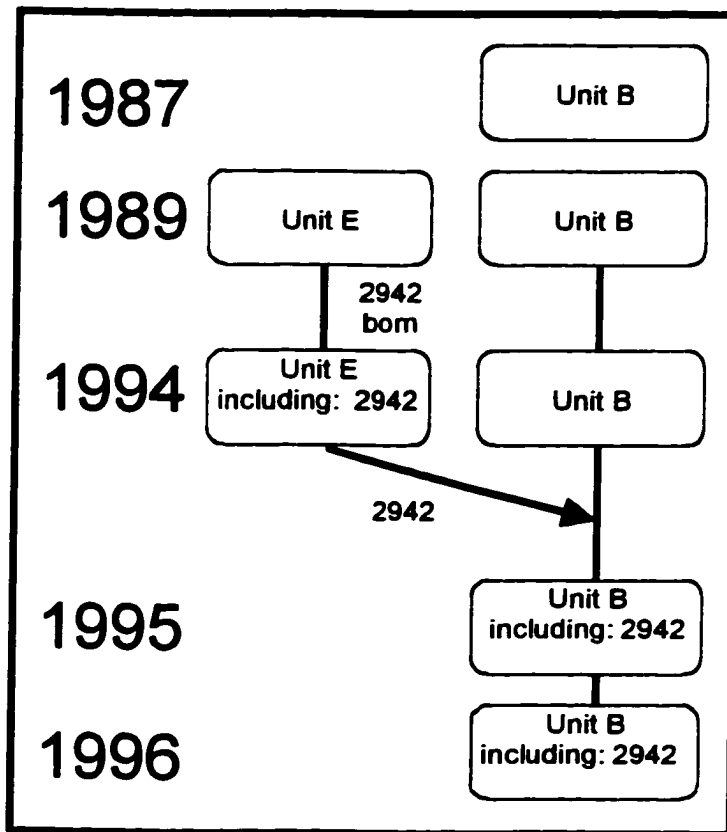 1987
Unit B
1989
Unit E
Unit B
2942
born
1994
Unit E
including: 2942
Unit B
2942
1995
Unit B
including: 2942
1996
Unit B
including: 2942